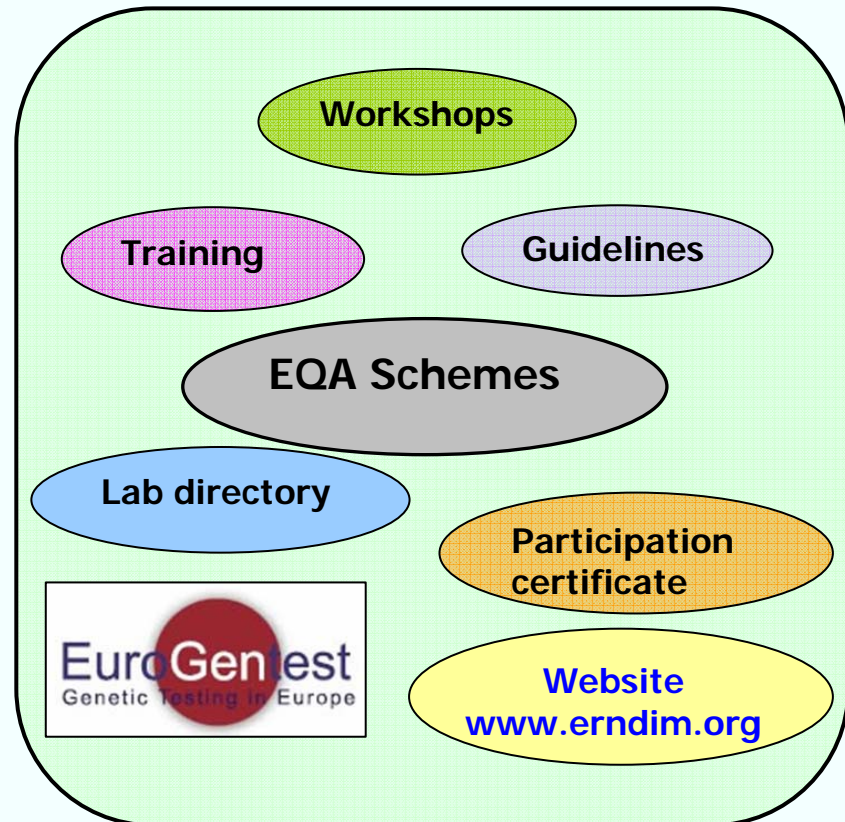 Workshops
Training
Guidelines
EQA Schemes
Lab directory
Participation
certificate
EuroGentest
Genetic Testing in Europe
Website
www.erndim.org